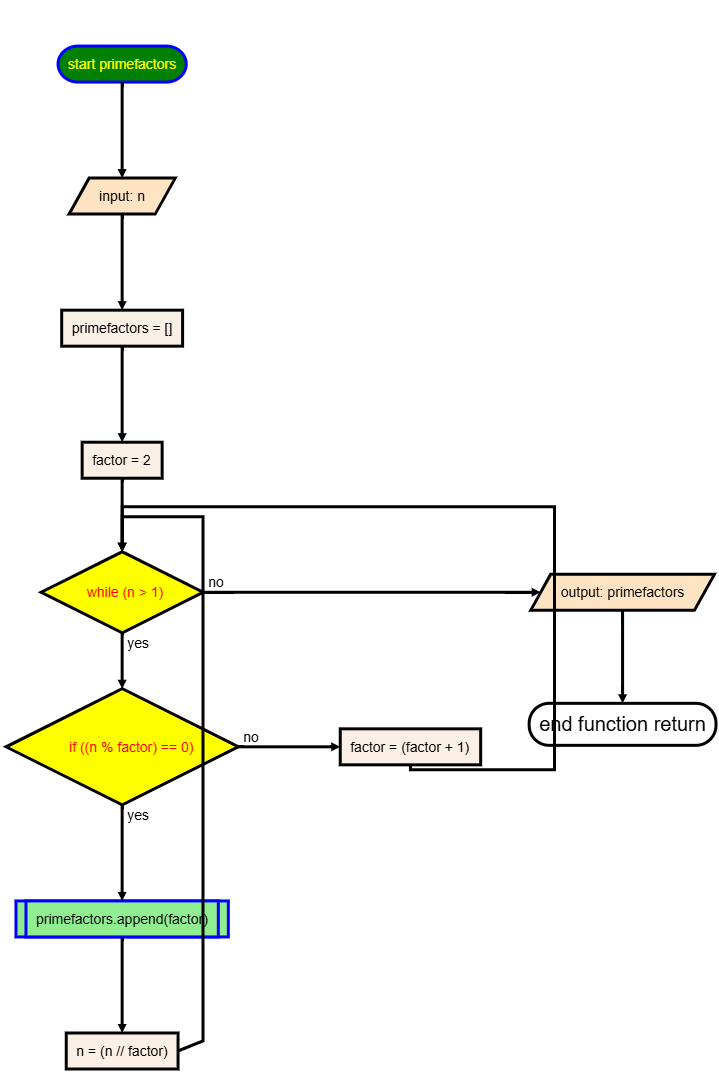 start primefactors
input: n
primefactors = []
factor = 2
while (n > 1)
no
output: primefactors
yes
end function return
if ((n % factor) == 0)
no
factor = (factor + 1)
yes
primefactors.append(factor)
n = (n // factor)